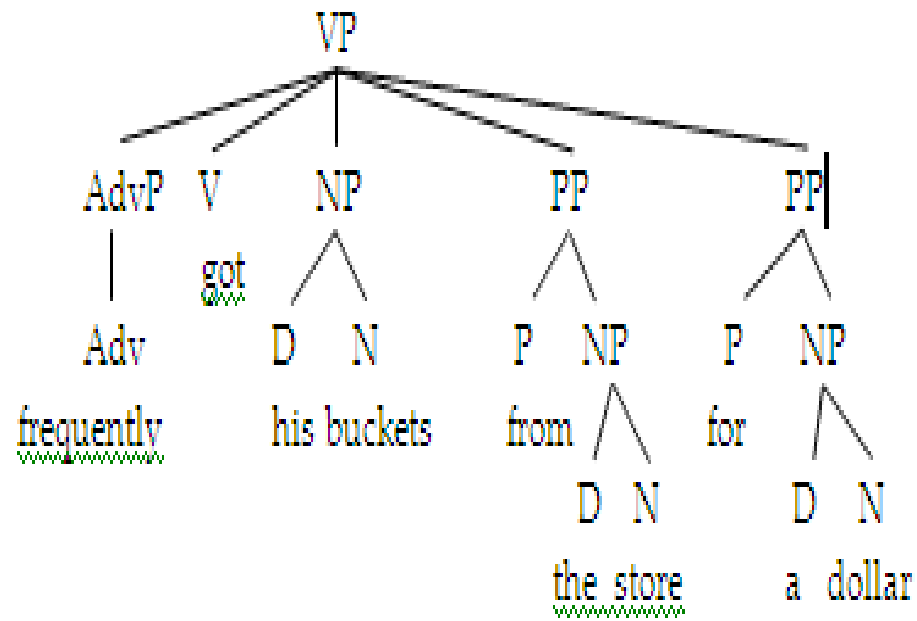 VP
AdvP V NP PP PP
got
Adv D N P NP P NP
frequently his buckets from for
D N D N
the store a dollar